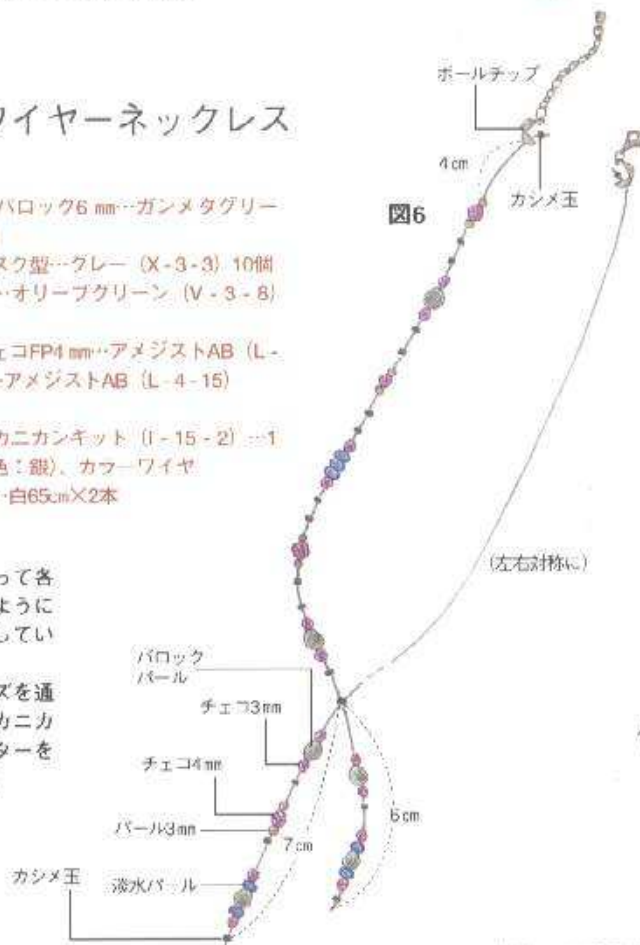 ワイヤーネックレス
バロック6 mm…ガンメタグリー
スク型…グレー（X-3-3）10個
…オリーブグリーン（V-3-8）
ェコFP4 mm…アメジストAB（L-
…アメジストAB（L-4-15）
カニカンキット（I-15-2）…1
色：銀）、カラーワイヤ
…白65cm×2本
って各
ように
してい
ズを通
カニカ
ターを
ボールチップ
4cm
カシメ玉
図6
(左右対称に)
バロック
パール
チェコ3mm
チェコ4mm
パール3mm
淡水パール
カシメ玉
7cm
6cm